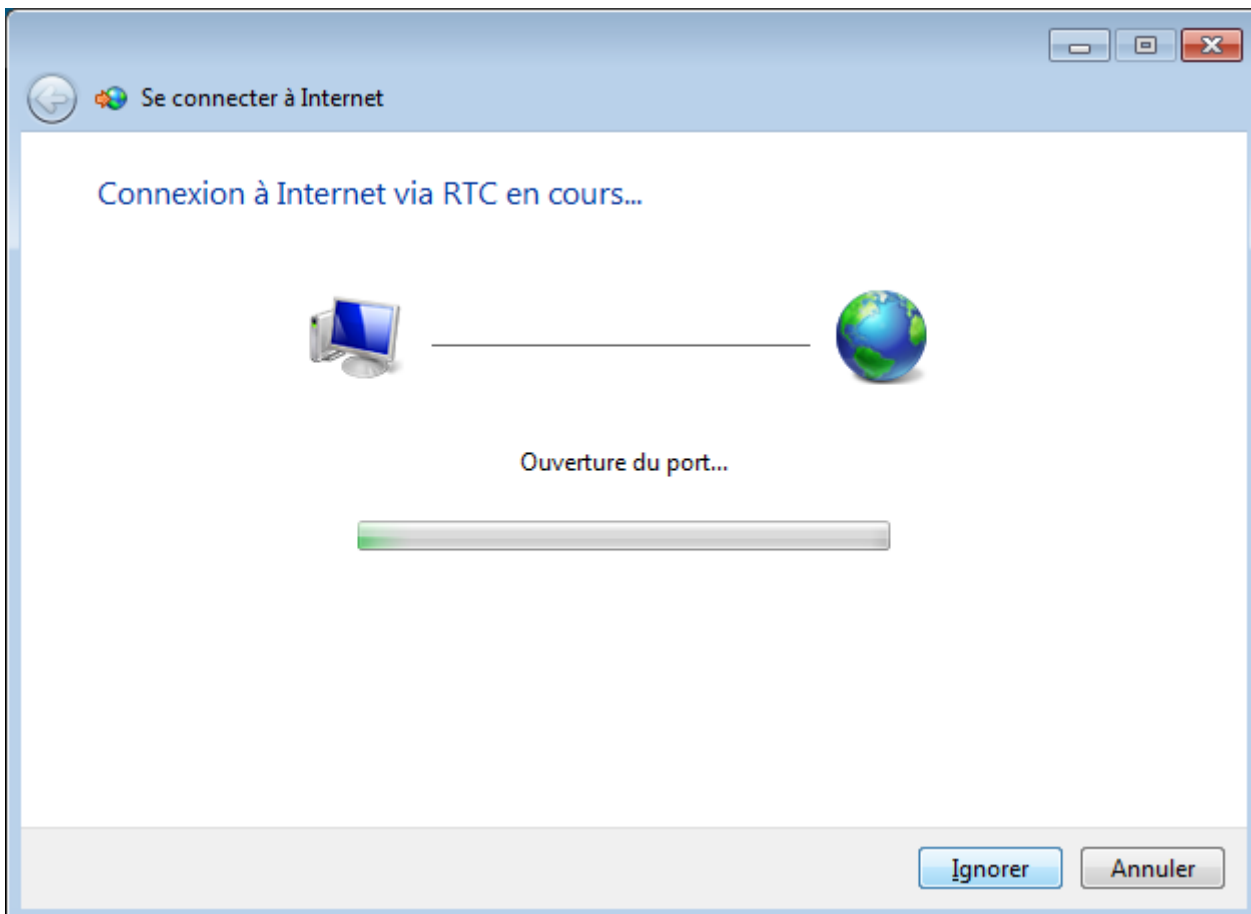 Se connecter à Internet
Connexion à Internet via RTC en cours...
Ouverture du port...
Ignorer
Annuler